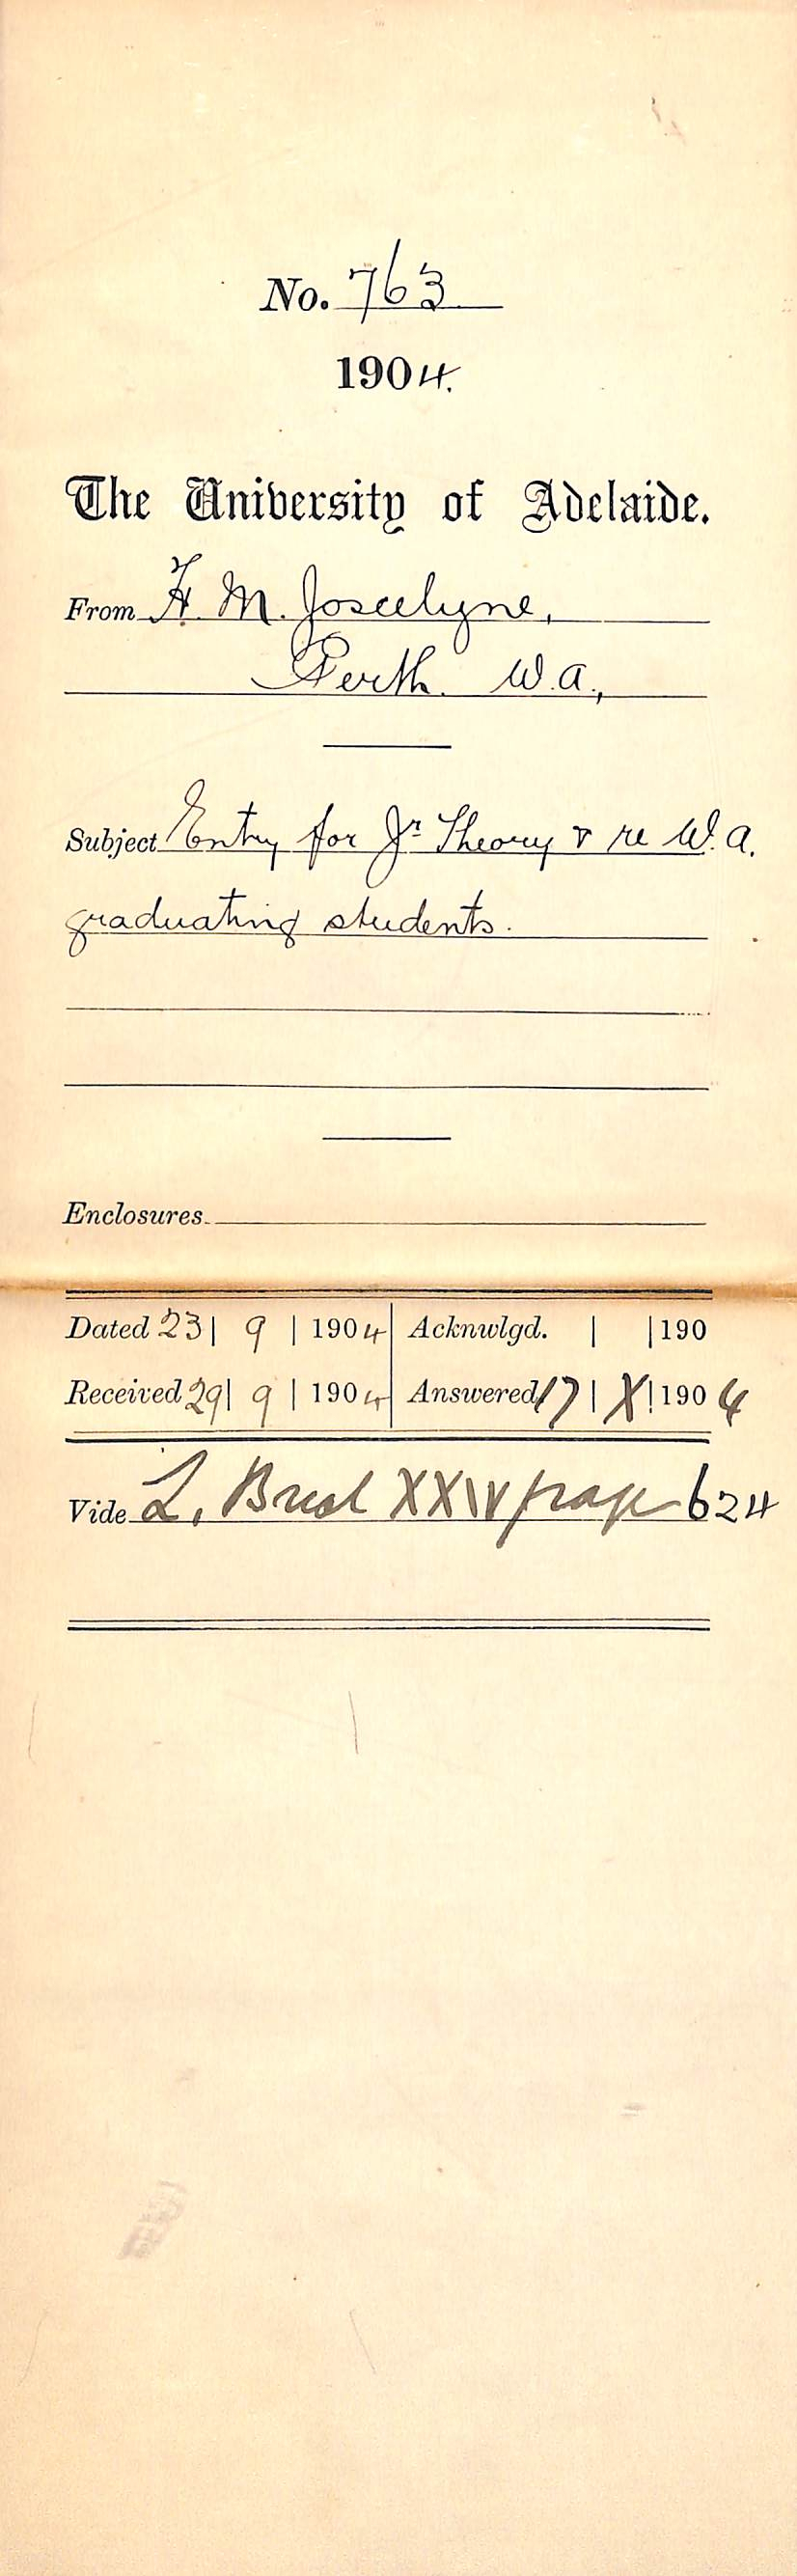 No. 763
1904.
The University of Adelaide.
From H. M. Joscelyne,
Perth. W.A.,
Subject Entry for Jr Theory & re W.A.
graduating students.
Enclosures
Dated 23 | 9 | 1904 Acknwlgd. | | 190
Received 29 | 9 | 1904 Answered 17 | X | 1904
Vide L. XXIV page 624